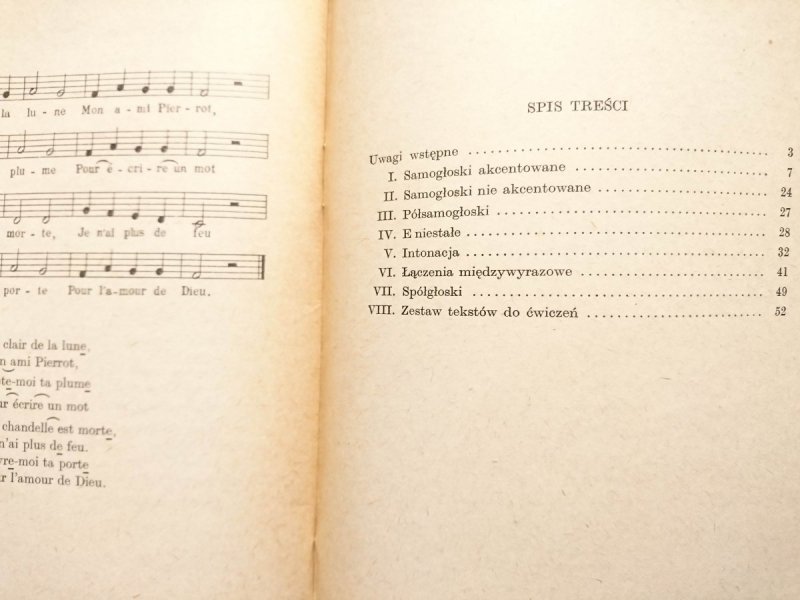 la lu - ne Mon a - mi Pier - rot,
plu - me Pour é - cri - re un mot
mor - te, Je n'ai plus de feu
por - te Pour l'a-mour de Dieu.
clair de la lune,
n ami Pierrot,
te-moi ta plume
ur écrire un mot
chandelle est morte,
n'ai plus de feu.
vre-moi ta porte
ur l'amour de Dieu.
SPIS TREŚCI
Uwagi wstępne 3
I. Samogłoski akcentowane 7
II. Samogłoski nie akcentowane 24
III. Półsamogłoski 27
IV. E niestałe 28
V. Intonacja 32
VI. Łączenia międzywyrazowe 41
VII. Spółgłoski 49
VIII. Zestaw tekstów do ćwiczeń 52